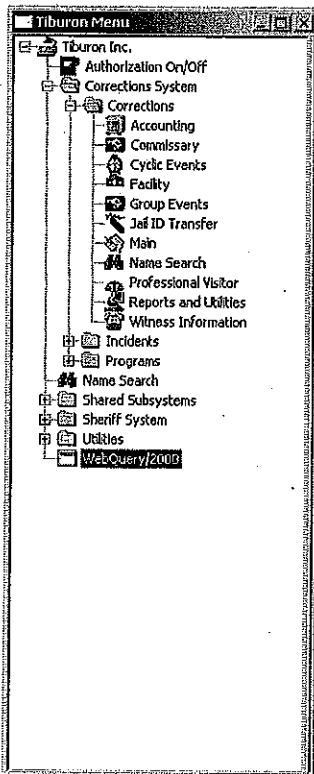 Tiburon Menu
Tiburon Inc.
Authorization On/Off
Corrections System
Corrections
Accounting
Commissary
Cyclic Events
Facility
Group Events
Jail ID Transfer
Main
Name Search
Professional Visitor
Reports and Utilities
Witness Information
Incidents
Programs
Name Search
Shared Subsystems
Sheriff System
Utilities
WebQuery/2000